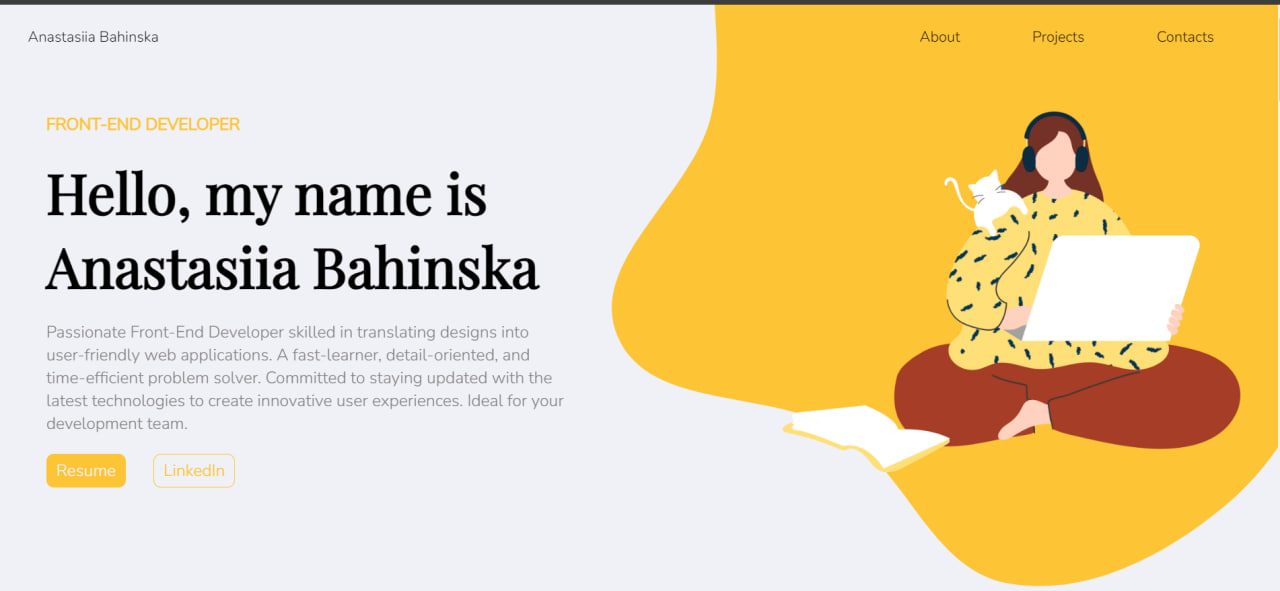 Anastasiia Bahinska
About
Projects
Contacts
FRONT-END DEVELOPER
Hello, my name is
Anastasiia Bahinska
Passionate Front-End Developer skilled in translating designs into
user-friendly web applications. A fast-learner, detail-oriented, and
time-efficient problem solver. Committed to staying updated with the
latest technologies to create innovative user experiences. Ideal for your
development team.
Resume
LinkedIn